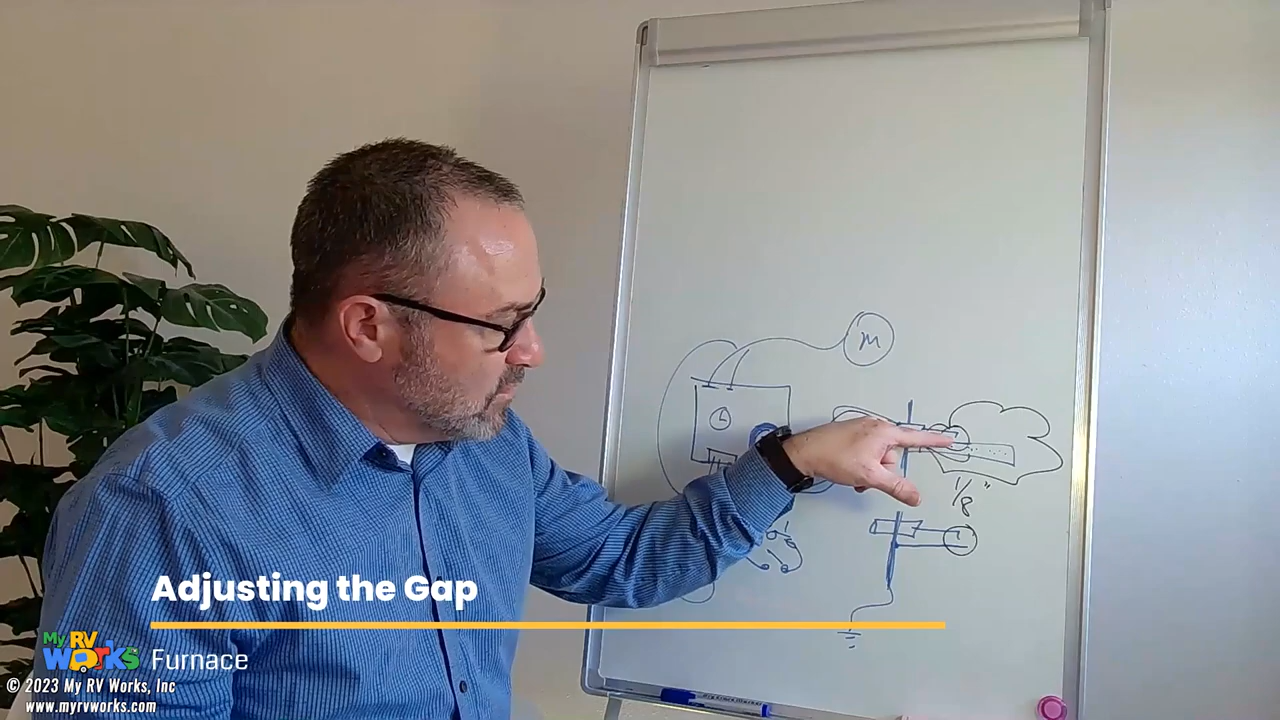 m
1/8"
Adjusting the Gap
My RV
Works
Furnace
© 2023 My RV Works, Inc
www.myrvworks.com